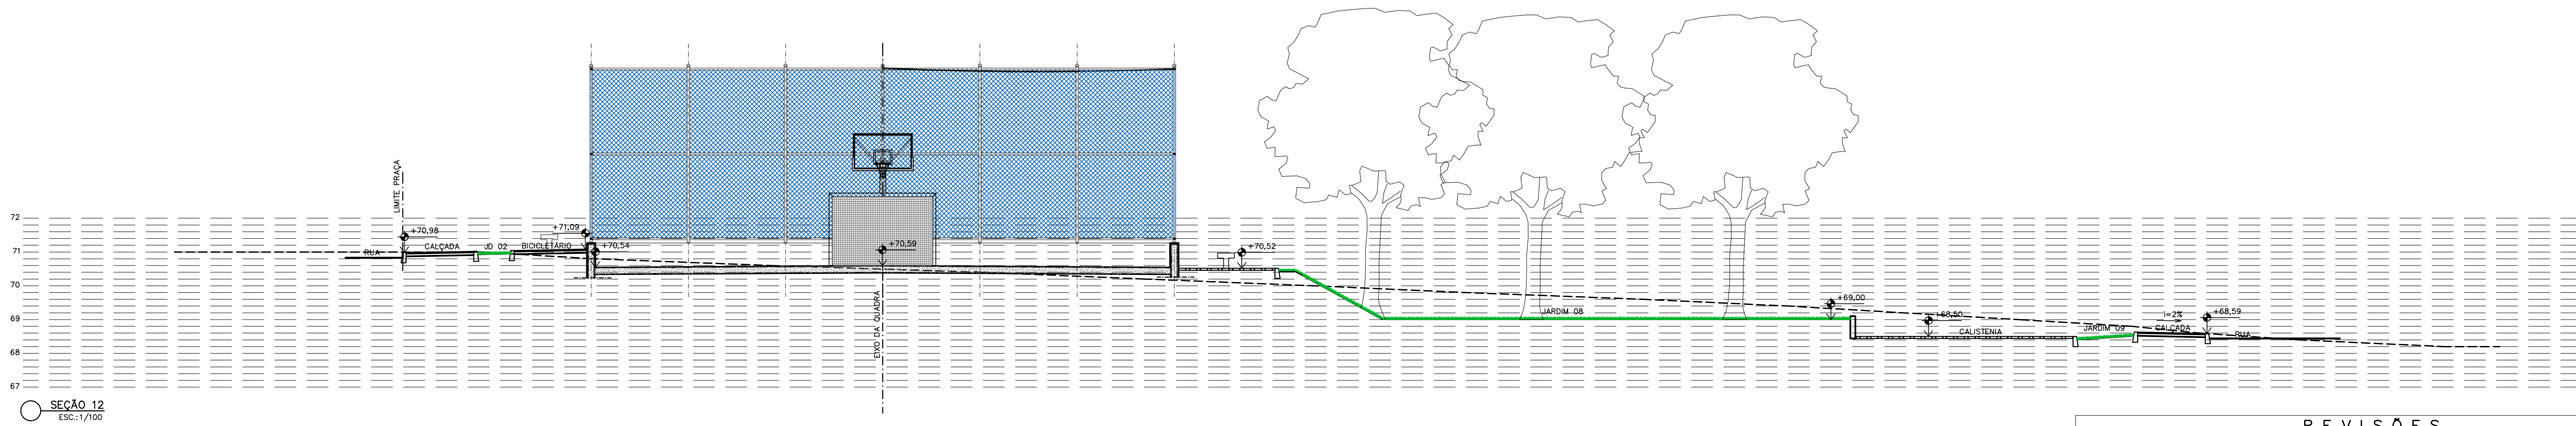 LIMITE PRAÇA
72
71
70
69
68
67
+70,98
RUA
CALÇADA
JD 02
BICICLETÁRIO
+71,09
+70,54
+70,59
EIXO DA QUADRA
+70,52
JARDIM 08
+69,00
+68,50
CALISTENIA
JARDIM 09
i=2%
CALÇADA
+68,59
RUA
SEÇÃO 12
ESC.:1/100
REVISÕES